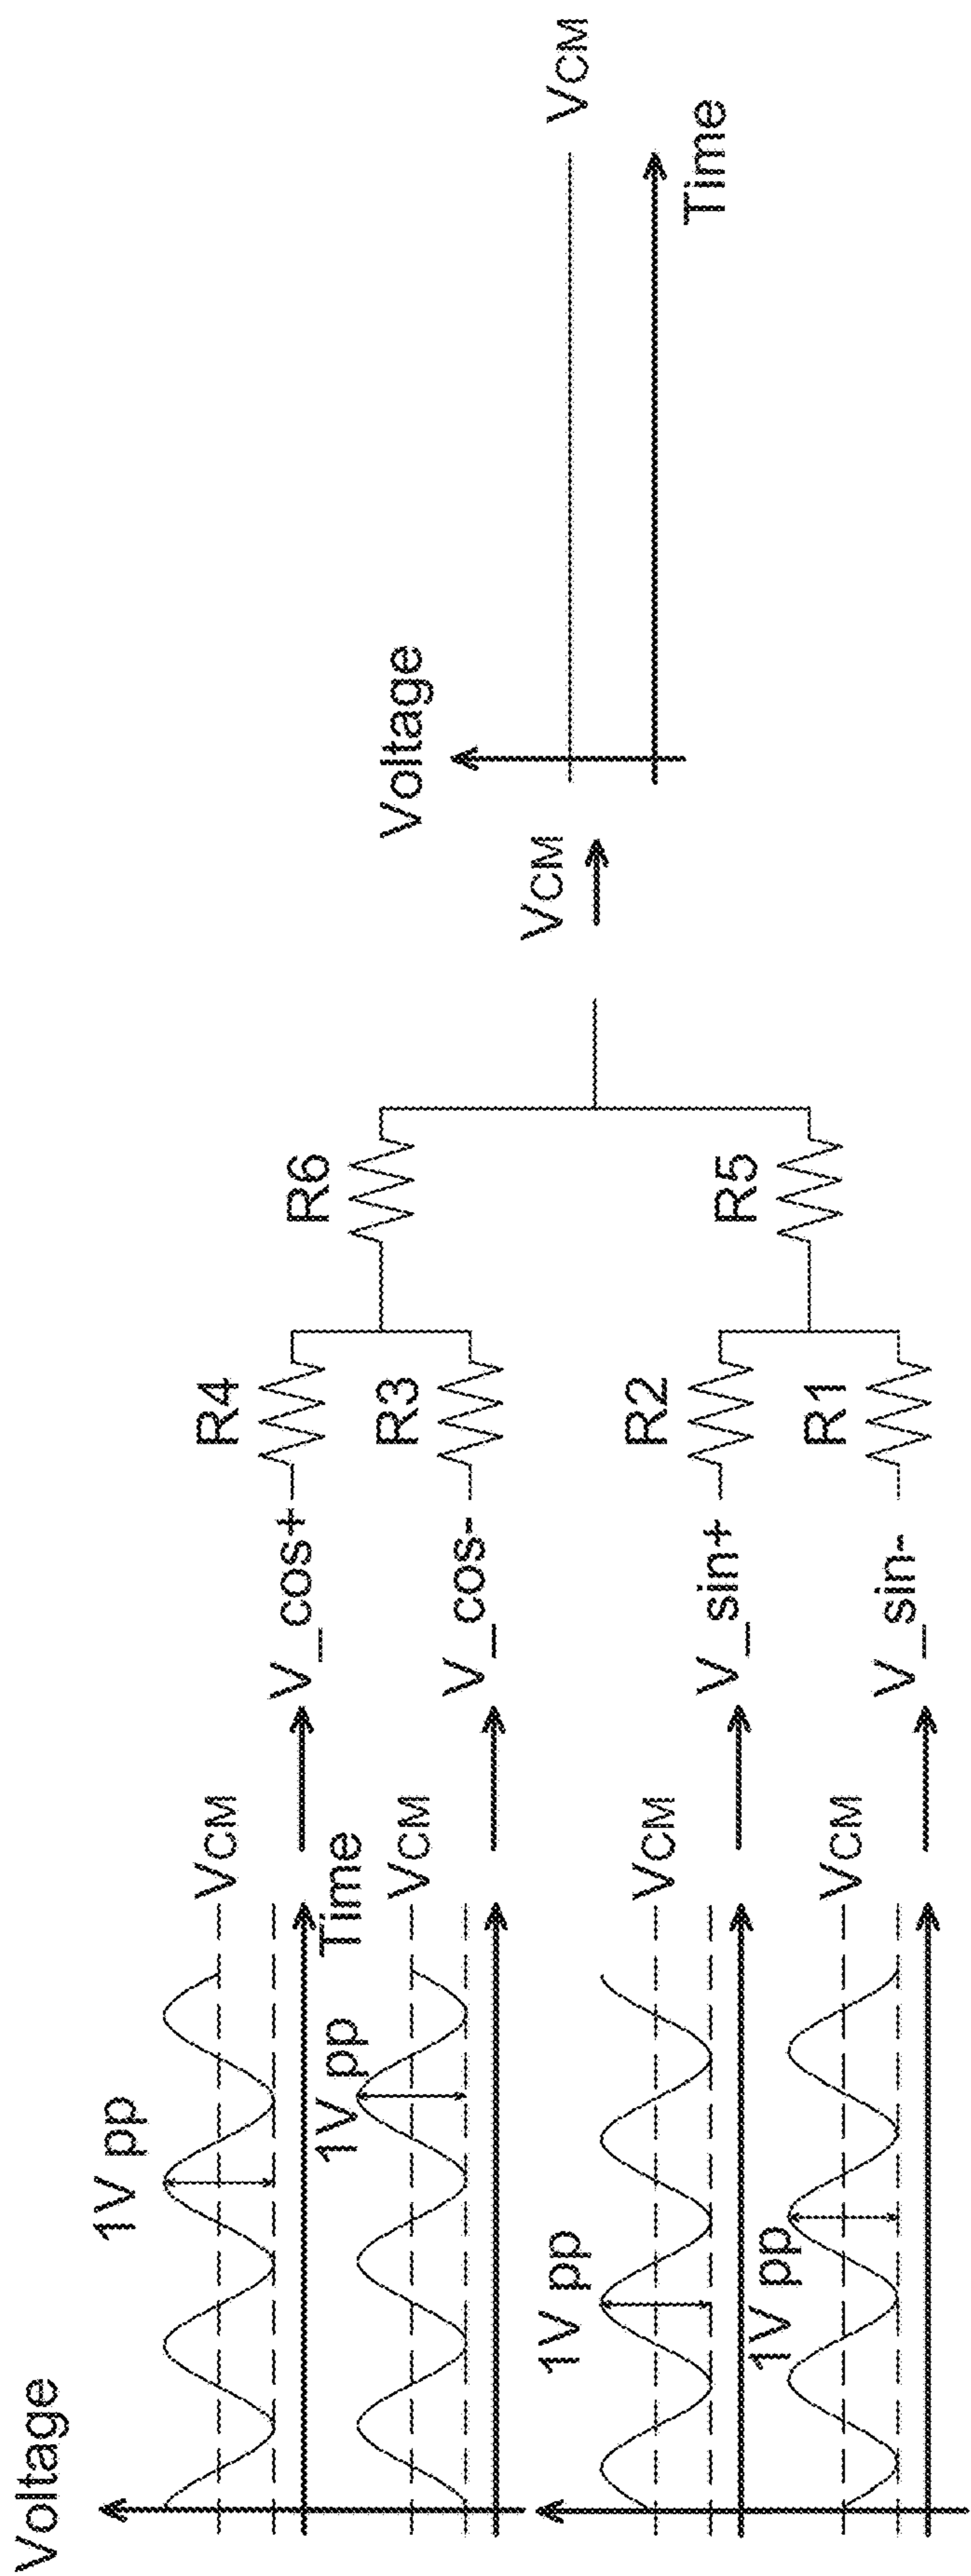 Voltage
1V pp
VCM
V_cos+
R4
Time
1V pp
VCM
V_cos-
R3
R6
1V pp
VCM
V_sin+
R2
1V pp
VCM
V_sin-
R1
R5
VCM
Voltage
VCM
Time